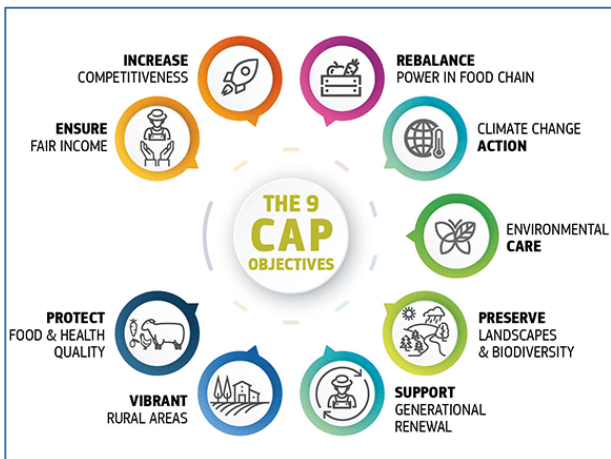 THE 9
CAP
OBJECTIVES
ENSURE
FAIR INCOME
INCREASE
COMPETITIVENESS
REBALANCE
POWER IN FOOD CHAIN
CLIMATE CHANGE
ACTION
ENVIRONMENTAL
CARE
PRESERVE
LANDSCAPES
& BIODIVERSITY
SUPPORT
GENERATIONAL
RENEWAL
VIBRANT
RURAL AREAS
PROTECT
FOOD & HEALTH
QUALITY